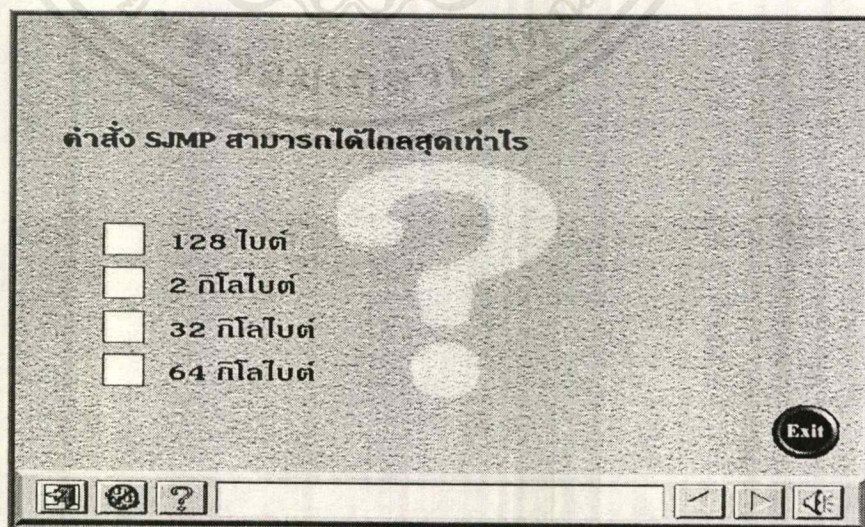 คำสั่ง SJMP สามารถได้ไกลสุดเท่าไร
128 ไบต์
2 กิโลไบต์
32 กิโลไบต์
64 กิโลไบต์
Exit